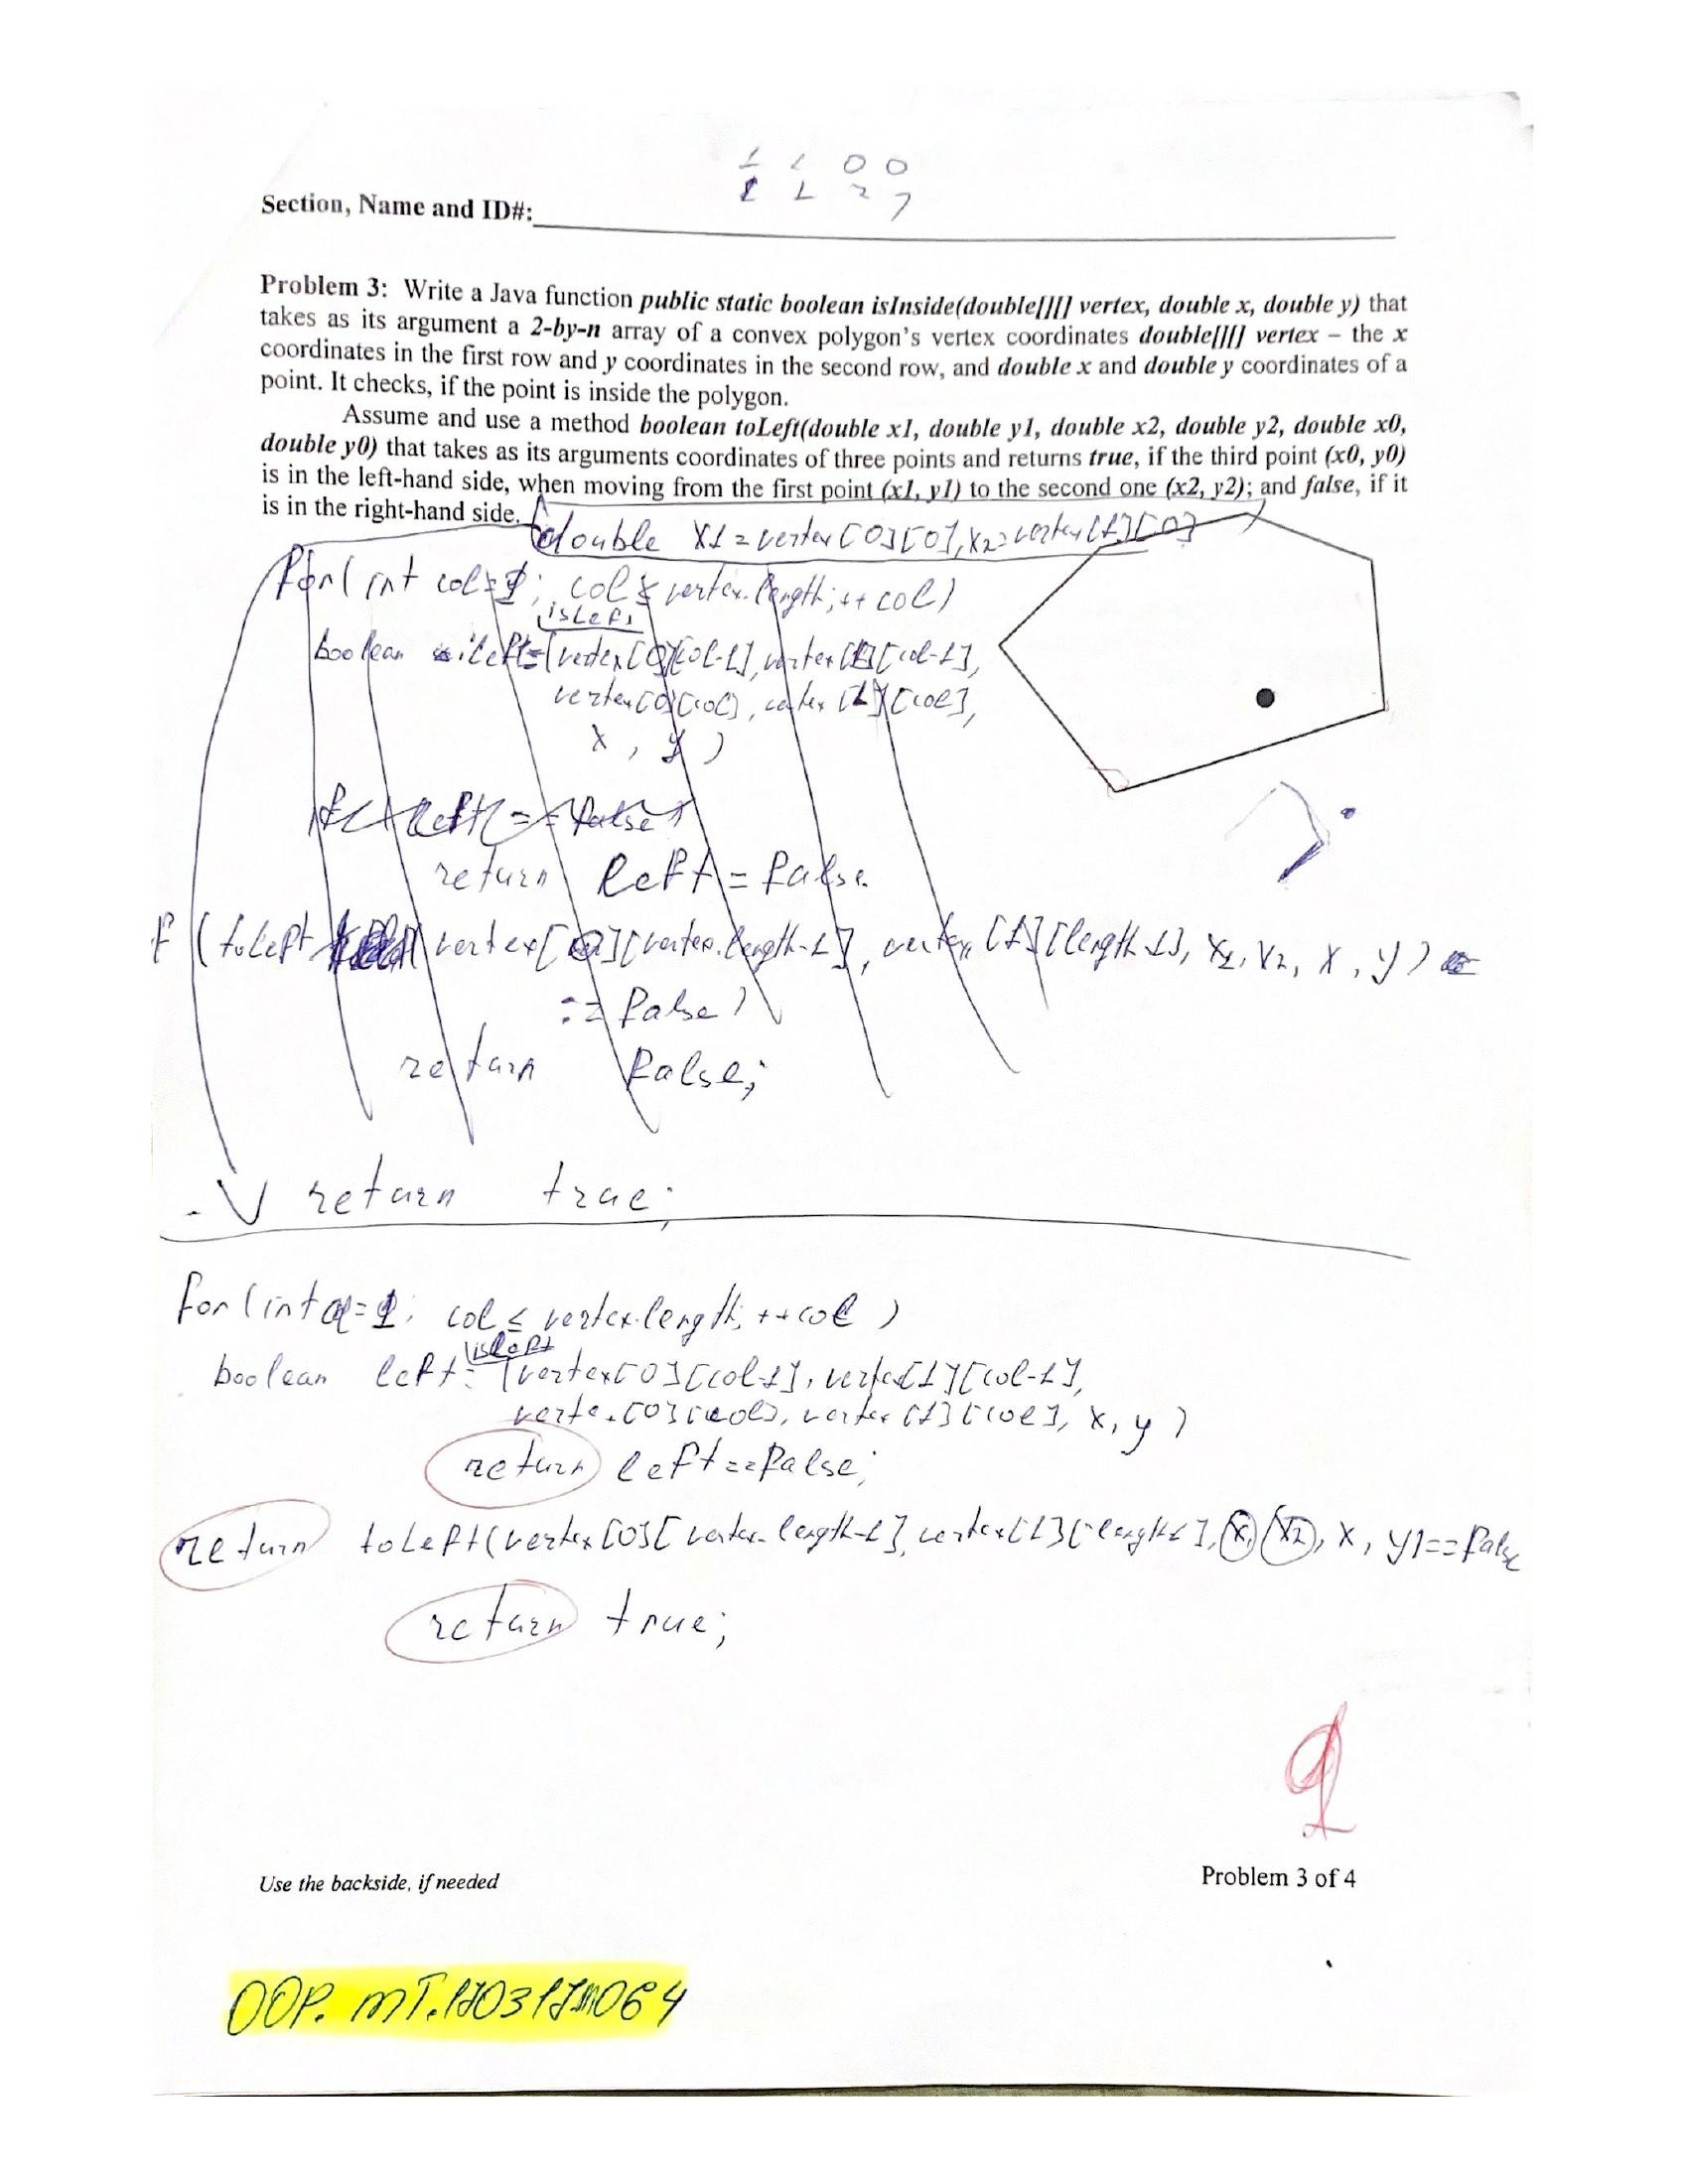 1 1 0 0
1 1 2 7
Section, Name and ID#:
Problem 3: Write a Java function public static boolean isInside(double[][] vertex, double x, double y) that
takes as its argument a 2-by-n array of a convex polygon's vertex coordinates double[][] vertex – the x
coordinates in the first row and y coordinates in the second row, and double x and double y coordinates of a
point. It checks, if the point is inside the polygon.
Assume and use a method boolean toLeft(double x1, double y1, double x2, double y2, double x0,
double y0) that takes as its arguments coordinates of three points and returns true, if the third point (x0, y0)
is in the left-hand side, when moving from the first point (x1, y1) to the second one (x2, y2); and false, if it
is in the right-hand side.
double x1=vertex[0][0], x2=vertex[1][0]
for(int col=1; col≤vertex.length; ++col)
isLeft
boolean left=(vertex[0][col-1], vertex[1][col-1],
vertex[0][col], vertex[1][col],
x, y)
if(left==false)
return left=false
f(toLeft(vertex[0][vertex.length-1], vertex[1][length-1], x1, x2, x, y)
==false)
return false;
return true;
for(int col=1; col≤vertex.length; ++col)
isLeft
boolean left=(vertex[0][col-1], vertex[1][col-1],
vertex[0][col], vertex[1][col], x, y)
return left==false;
return toLeft(vertex[0][vertex.length-1], vertex[1][length-1], x1, x2, x, y)==false
return true;
Use the backside, if needed
Problem 3 of 4